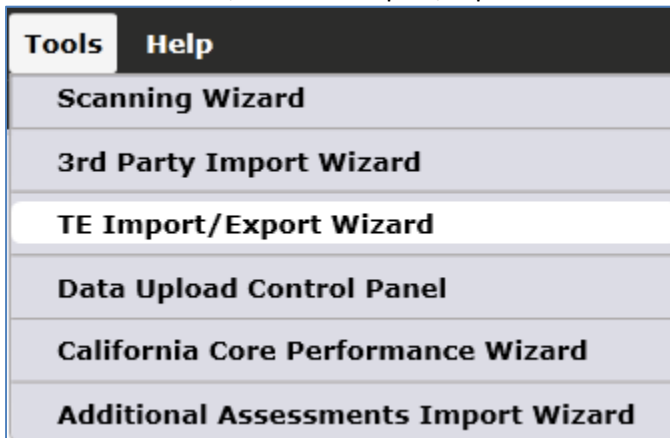 Tools Help
Scanning Wizard
3rd Party Import Wizard
TE Import/Export Wizard
Data Upload Control Panel
California Core Performance Wizard
Additional Assessments Import Wizard